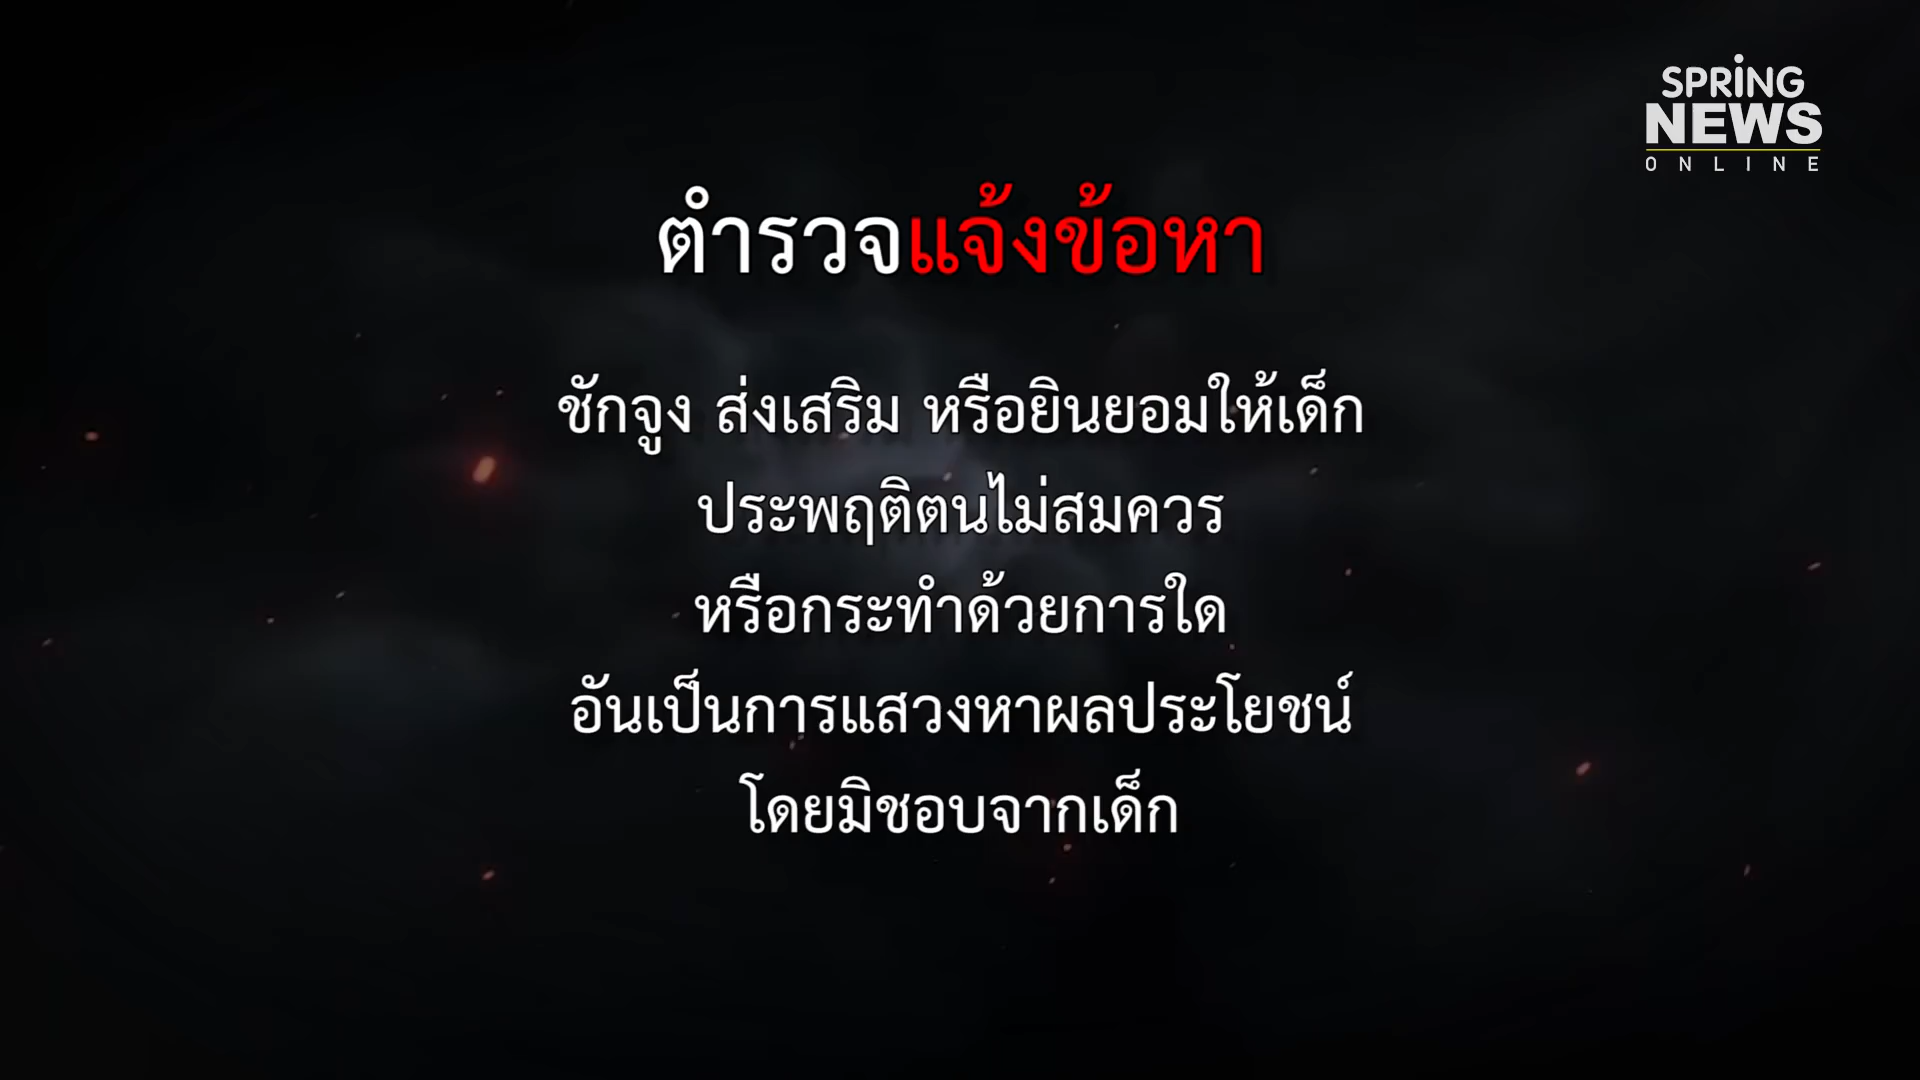 SPRiNG
NEWS
ONLINE
ตำรวจแจ้งข้อหา
ชักจูง ส่งเสริม หรือยินยอมให้เด็ก
ประพฤติตนไม่สมควร
หรือกระทำด้วยการใด
อันเป็นการแสวงหาผลประโยชน์
โดยมิชอบจากเด็ก